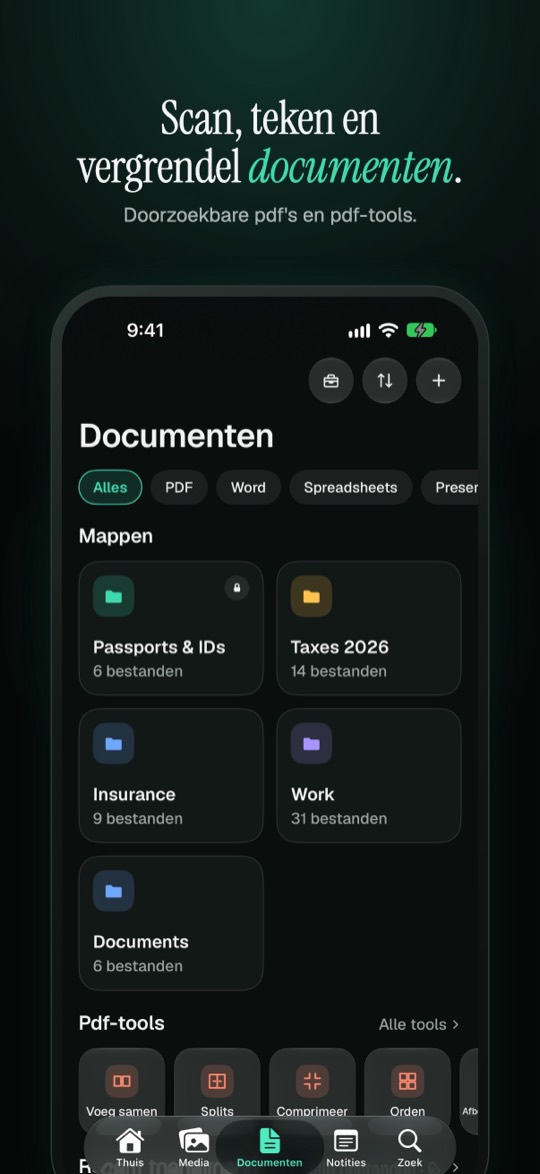 Scan, teken en
vergrendel documenten.
Doorzoekbare pdf's en pdf-tools.
9:41
Documenten
Alles
PDF
Word
Spreadsheets
Presen
Mappen
Passports & IDs
6 bestanden
Taxes 2026
14 bestanden
Insurance
9 bestanden
Work
31 bestanden
Documents
6 bestanden
Pdf-tools
Alle tools
Voeg samen
Splits
Comprimeer
Orden
Afb
Thuis
Media
Documenten
Notities
Zoek